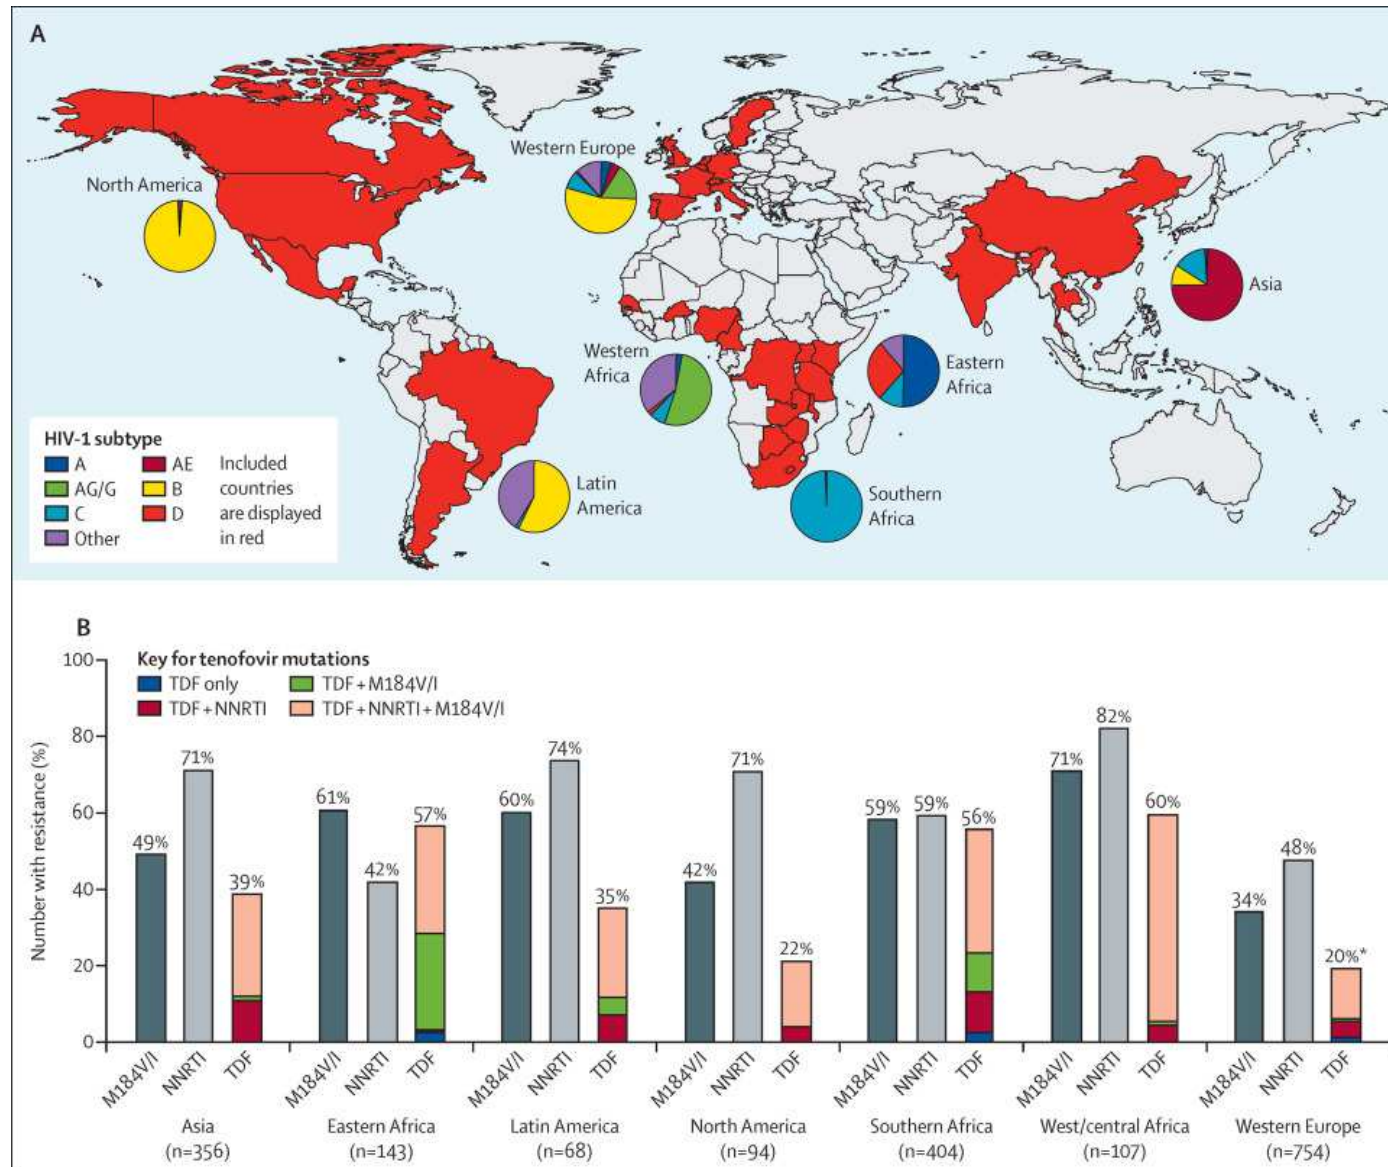 A
Western Europe
North America
Asia
Western
Africa
Eastern
Africa
Latin
America
Southern
Africa
HIV-1 subtype
A AE Included
AG/G B countries
C D are displayed
Other in red
B
Key for tenofovir mutations
TDF only TDF + M184V/I
TDF + NNRTI TDF + NNRTI + M184V/I
Number with resistance (%)
100
80
60
40
20
0
49% 71% 39%
61% 42% 57%
60% 74% 35%
42% 71% 22%
59% 59% 56%
71% 82% 60%
34% 48% 20%*
M184V/I NNRTI TDF M184V/I NNRTI TDF M184V/I NNRTI TDF M184V/I NNRTI TDF M184V/I NNRTI TDF M184V/I NNRTI TDF M184V/I NNRTI TDF
Asia Eastern Africa Latin America North America Southern Africa West/central Africa Western Europe
(n=356) (n=143) (n=68) (n=94) (n=404) (n=107) (n=754)